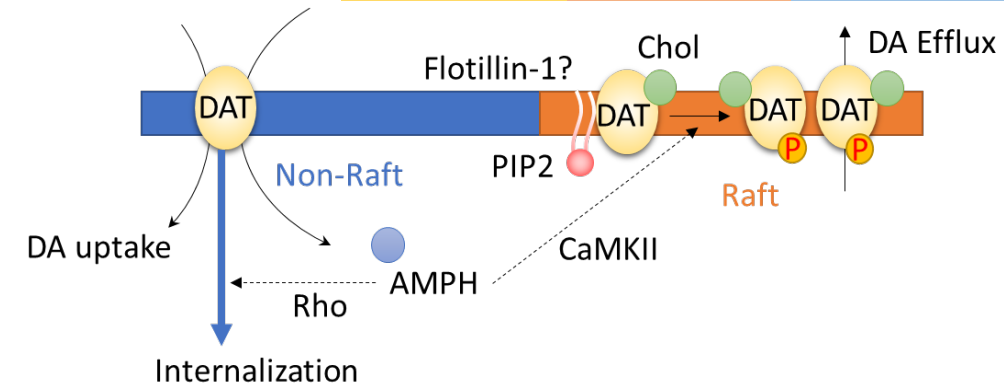 DA Efflux
Chol
Flotillin-1?
DAT
DAT
DAT
DAT
P
P
PIP2
Non-Raft
Raft
DA uptake
CaMKII
AMPH
Rho
Internalization